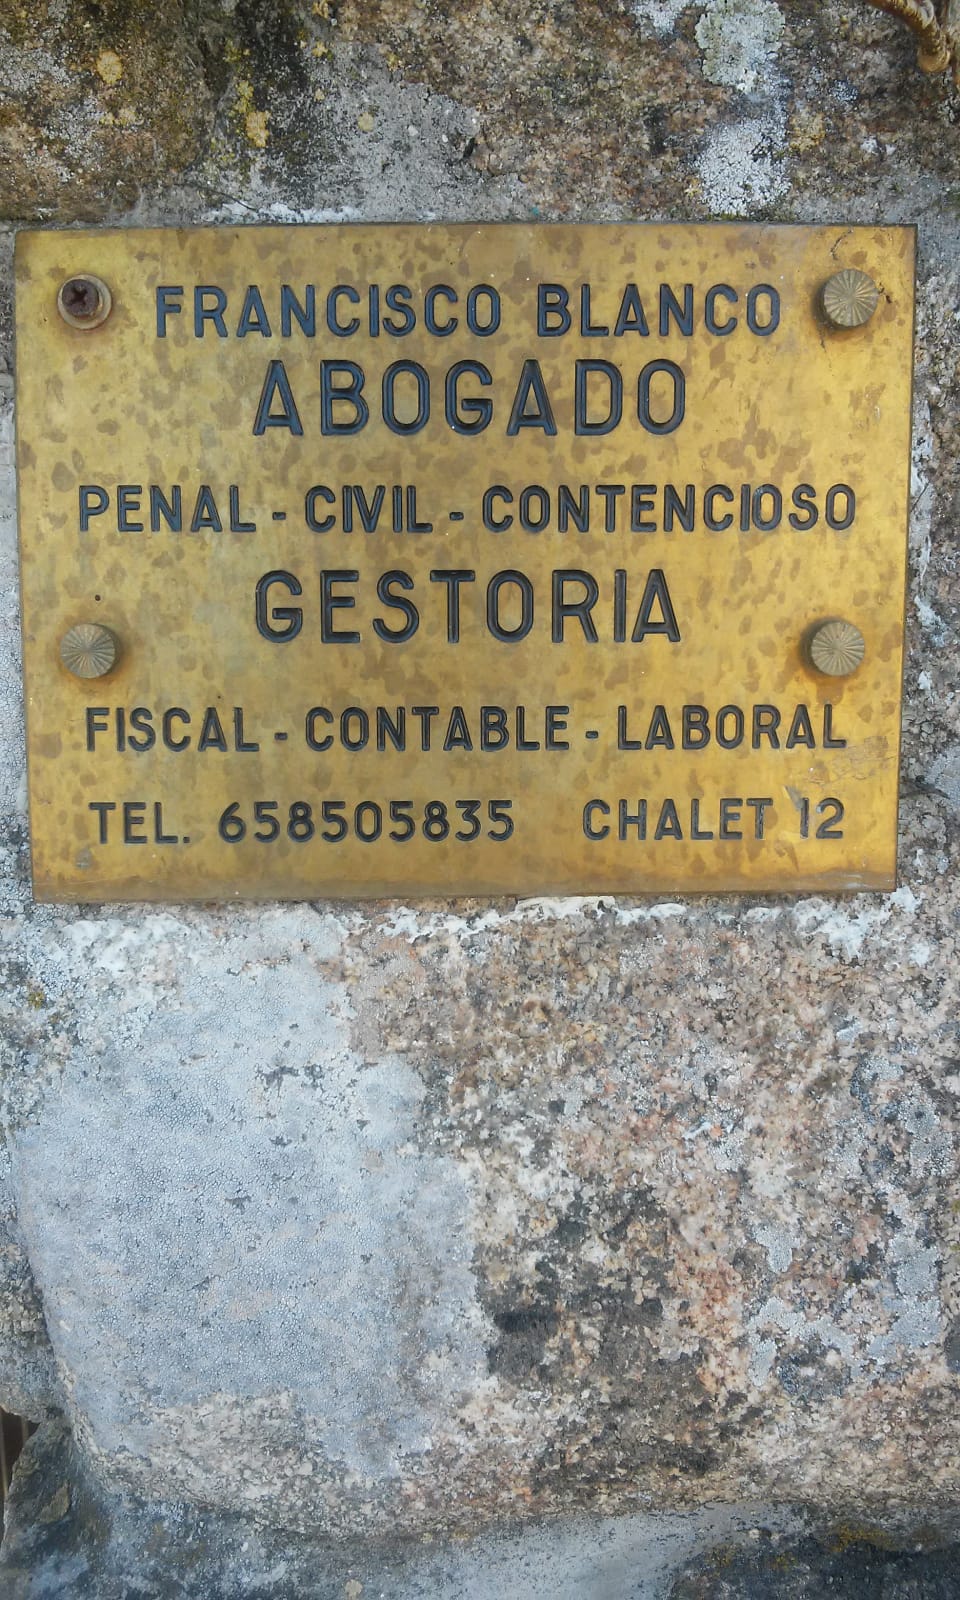 FRANCISCO BLANCO
ABOGADO
PENAL - CIVIL - CONTENCIOSO
GESTORIA
FISCAL - CONTABLE - LABORAL
TEL. 658505835 CHALET 12